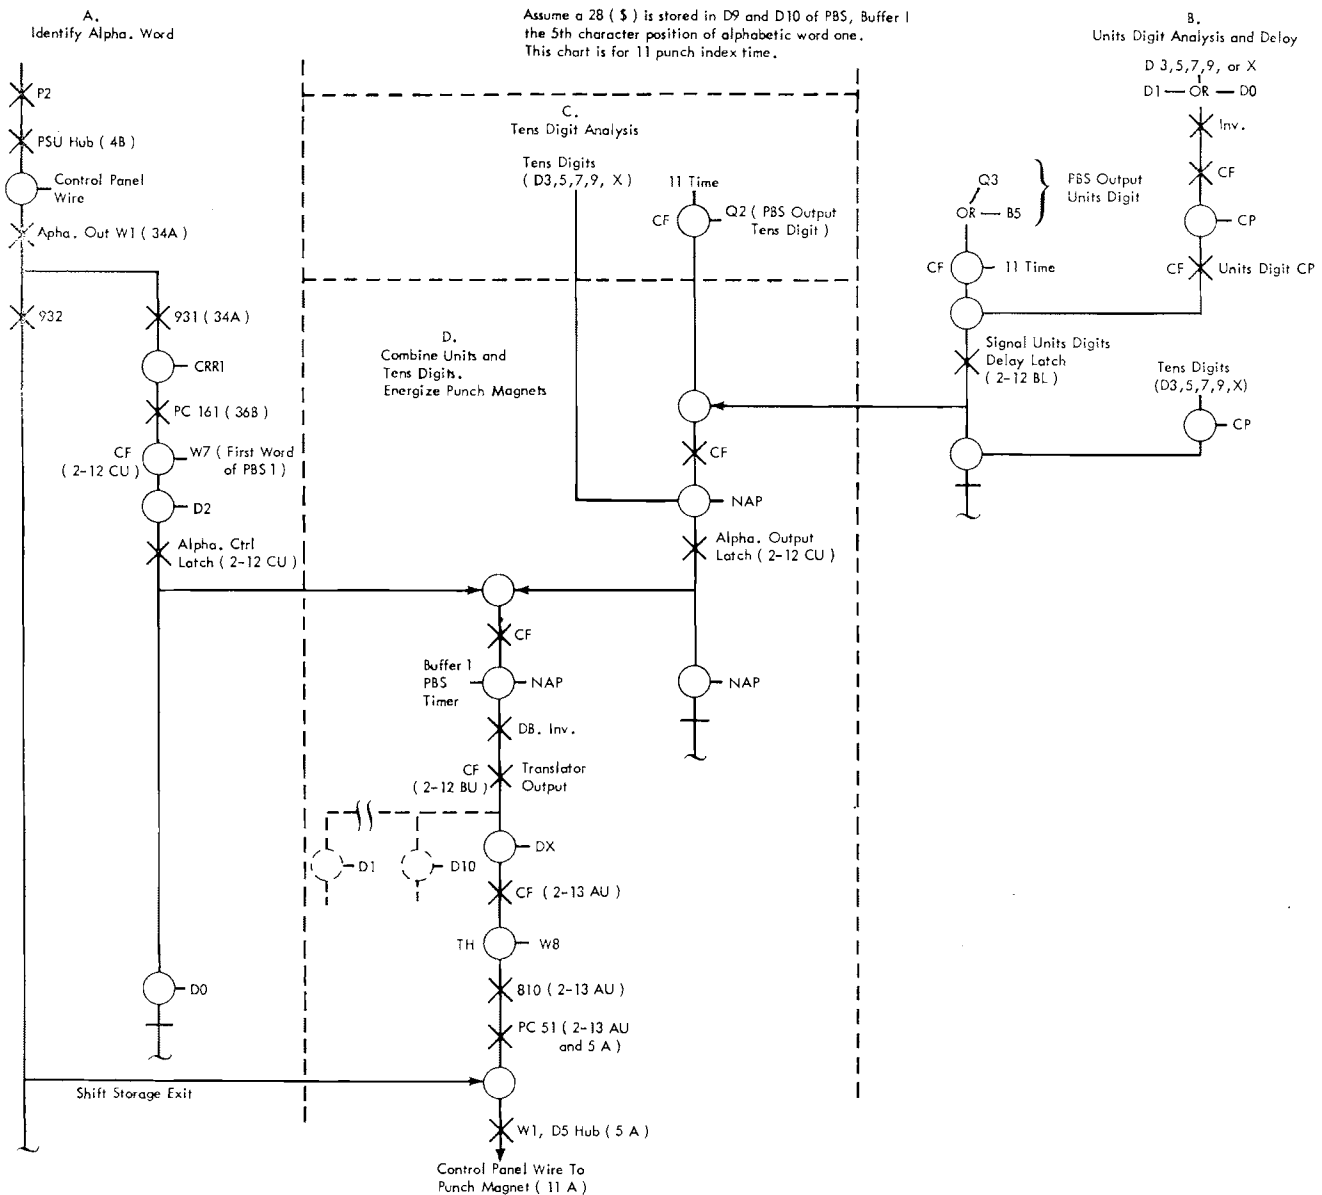 A.
Identify Alpha. Word
Assume a 28 ( $ ) is stored in D9 and D10 of PBS, Buffer 1
the 5th character position of alphabetic word one.
This chart is for 11 punch index time.
B.
Units Digit Analysis and Delay
P2
PSU Hub ( 4B )
Control Panel
Wire
Apha. Out W1 ( 34A )
932
931 ( 34A )
CRR1
PC 161 ( 36B )
CF
( 2-12 CU )
W7 ( First Word
of PBS 1 )
D2
Alpha. Ctrl
Latch ( 2-12 CU )
D0
Shift Storage Exit
C.
Tens Digit Analysis
Tens Digits
( D3,5,7,9, X )
11 Time
CF
Q2 ( PBS Output
Tens Digit )
D.
Combine Units and
Tens Digits.
Energize Punch Magnets
CF
NAP
Alpha. Output
Latch ( 2-12 CU )
NAP
CF
Buffer 1
PBS
Timer
NAP
DB. Inv.
CF
( 2-12 BU )
Translator
Output
D1
D10
DX
CF ( 2-13 AU )
TH
W8
810 ( 2-13 AU )
PC 51 ( 2-13 AU
and 5 A )
W1, D5 Hub ( 5 A )
Control Panel Wire To
Punch Magnet ( 11 A )
D 3,5,7,9, or X
D1 — OR — D0
Inv.
CF
CP
CF
Units Digit CP
Q3
OR — B5
PBS Output
Units Digit
CF
11 Time
Signal Units Digits
Delay Latch
( 2-12 BL )
Tens Digits
(D3,5,7,9,X)
CP